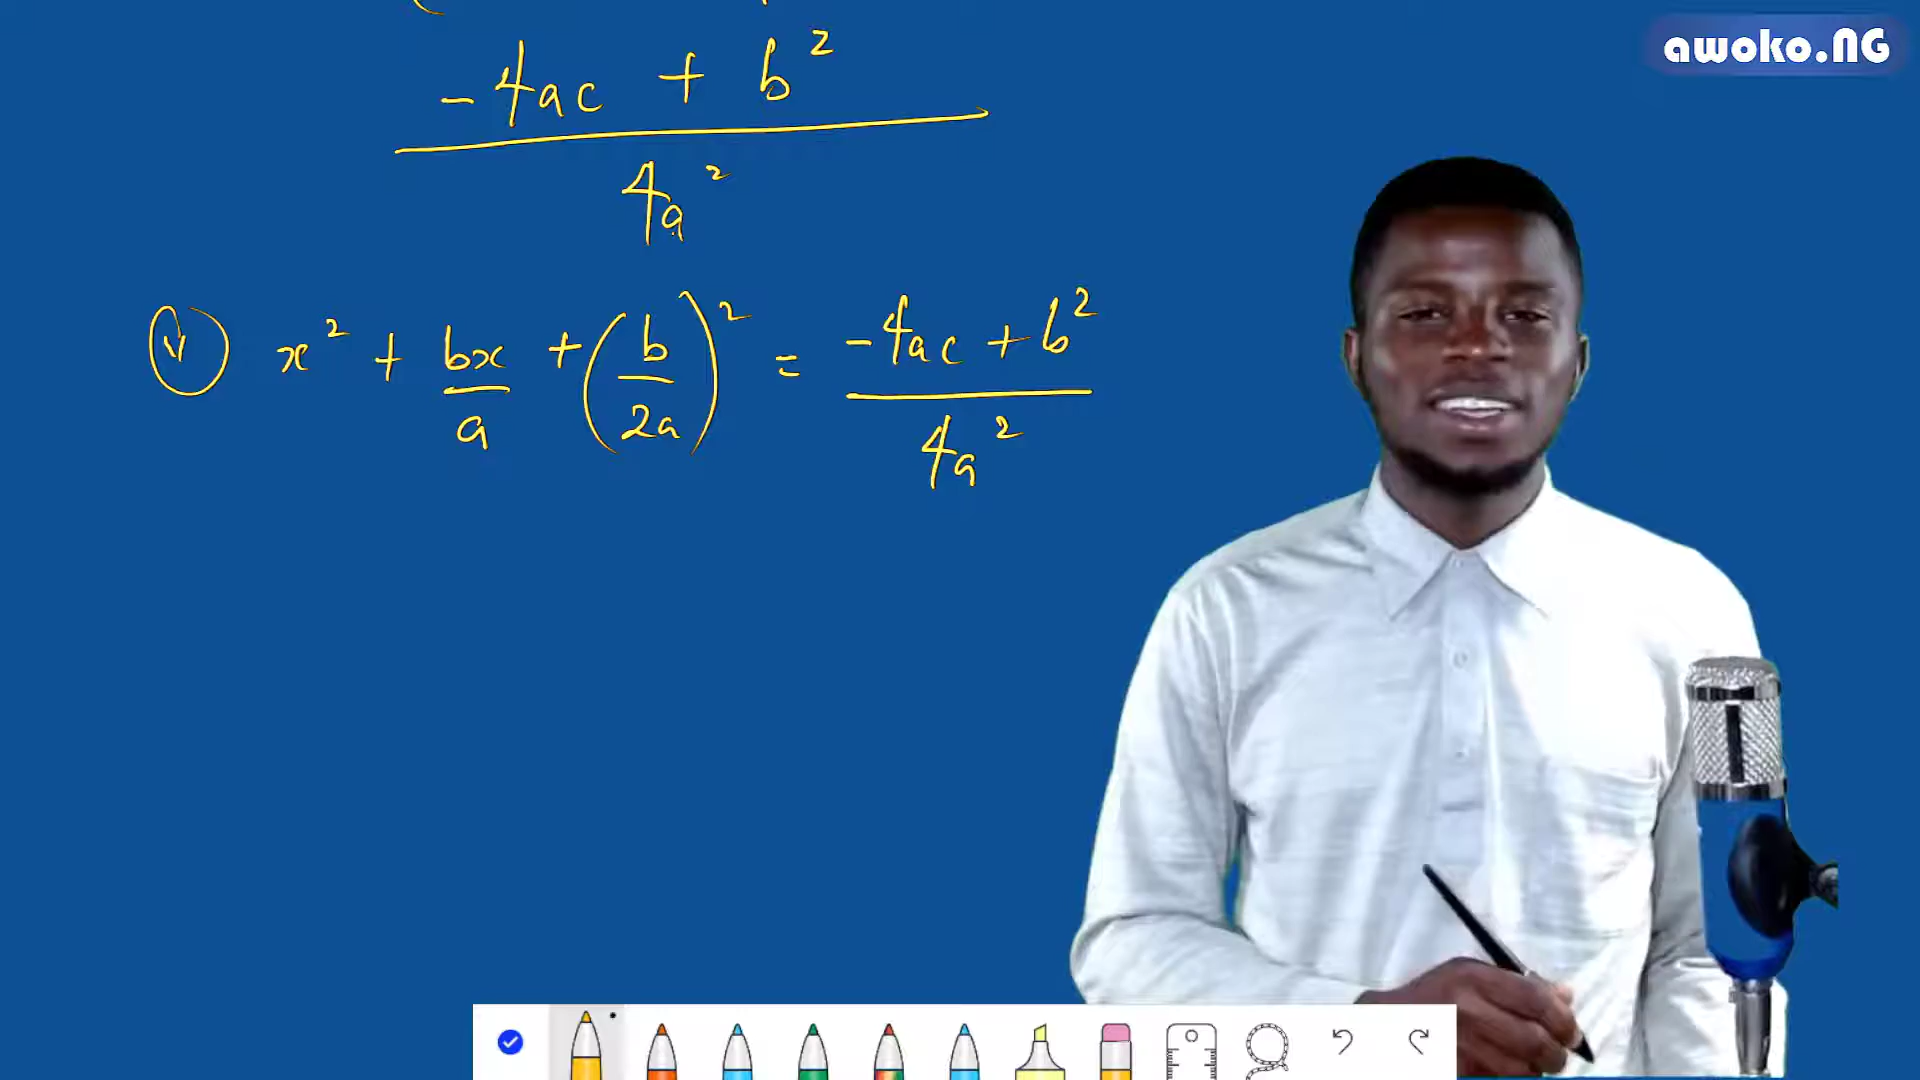 awoko.NG
-4ac + b²
4a²
(v) x² + bx/a + (b/2a)² = -4ac + b²/4a²